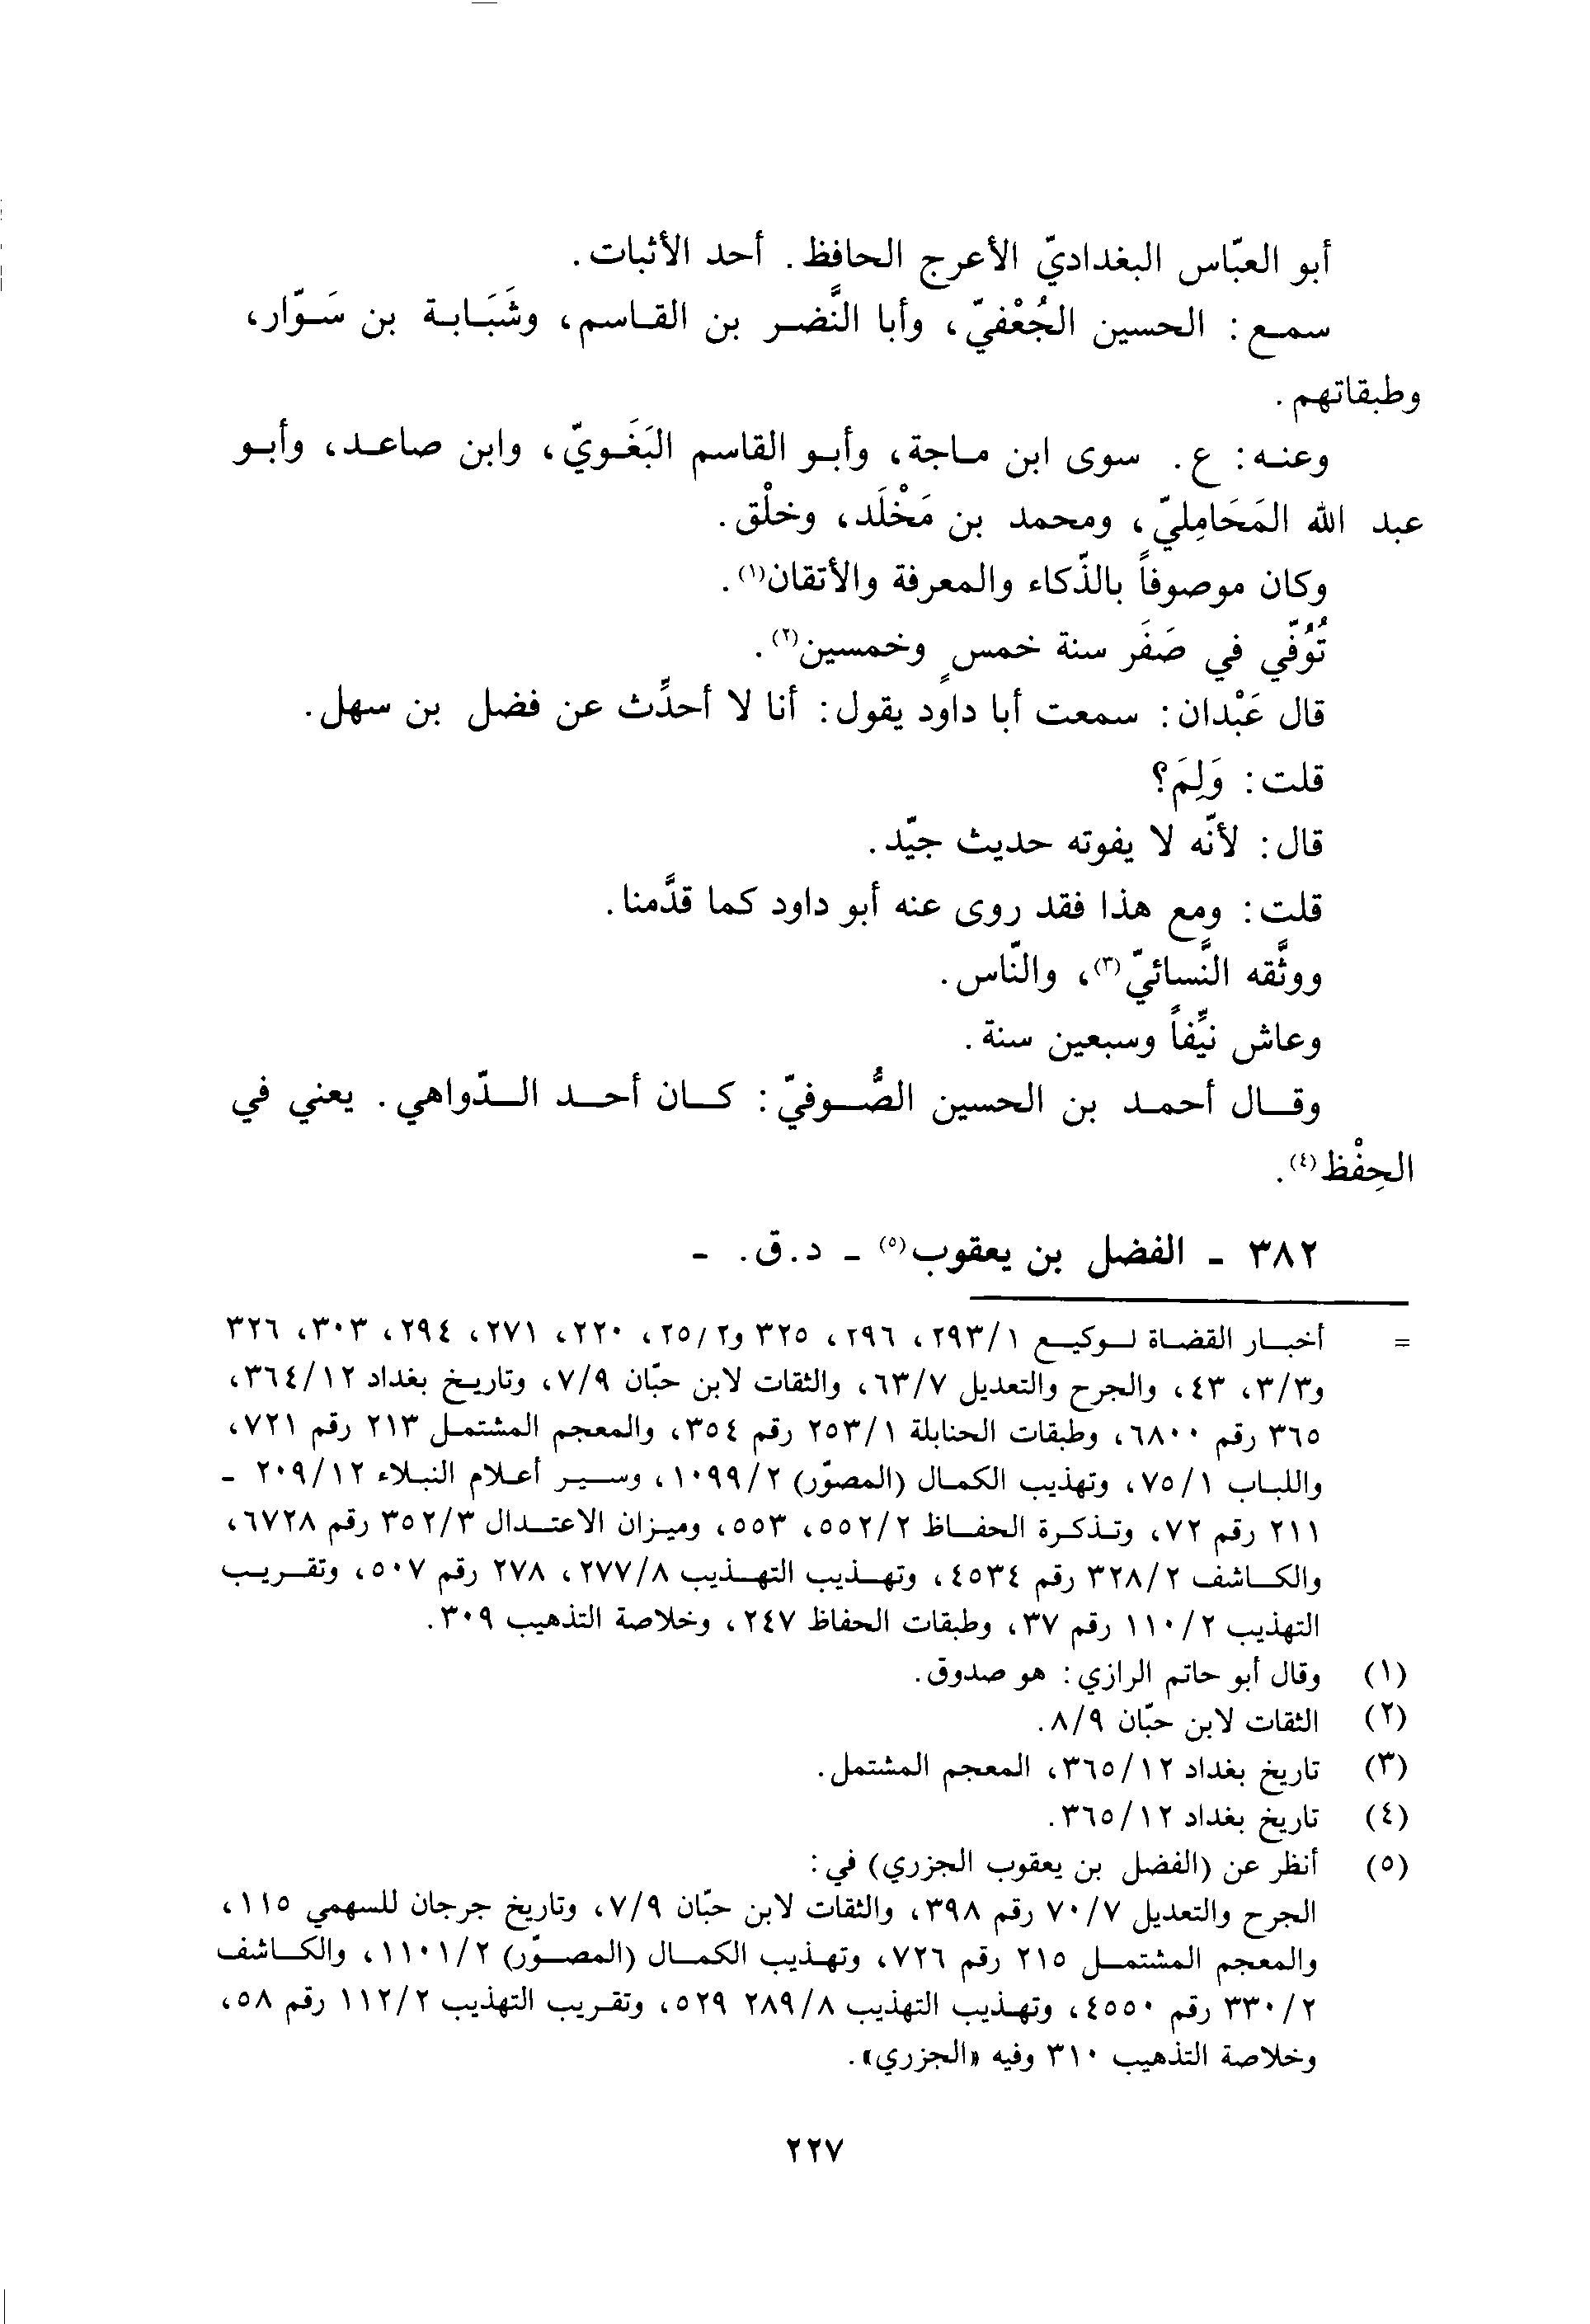 أبو العبّاس البغداديّ الأعرج الحافظ. أحد الأثبات.
سمع: الحسين الجُعْفيّ، وأبا النَّضر بن القاسم، وشَبَابة بن سَوّار،
وطبقاتهم.
وعنه: ع. سوى ابن ماجة، وأبو القاسم البَغَويّ، وابن صاعد، وأبو
عبد الله المَحَامِليّ، ومحمد بن مَخْلَد، وخلْق.
وكان موصوفاً بالذّكاء والمعرفة والأتقان(١).
تُوُفّي في صَفَر سنة خمسٍ وخمسين(٢).
قال عَبْدان: سمعت أبا داود يقول: أنا لا أحدِّث عن فضل بن سهل.
قلت: وَلِمَ؟
قال: لأنّه لا يفوته حديث جيّد.
قلت: ومع هذا فقد روى عنه أبو داود كما قدَّمنا.
ووثَّقه النَّسائيّ(٣)، والنّاس.
وعاش نيِّفاً وسبعين سنة.
وقال أحمد بن الحسين الصُّوفيّ: كان أحد الدّواهي. يعني في
الحِفْظ(٤).
٣٨٢ - الفضل بن يعقوب(٥) - د.ق. -
= أخبار القضاة لوكيع ٢٩٣/١، ٢٩٦، ٣٢٥ و٢٥/٢، ٢٢٠، ٢٧١، ٢٩٤، ٣٠٣، ٣٢٦
و٣/٣، ٤٣، والجرح والتعديل ٦٣/٧، والثقات لابن حبّان ٧/٩، وتاريخ بغداد ٣٦٤/١٢،
٣٦٥ رقم ٦٨٠٠، وطبقات الحنابلة ٢٥٣/١ رقم ٣٥٤، والمعجم المشتمل ٢١٣ رقم ٧٢١،
واللباب ٧٥/١، وتهذيب الكمال (المصوّر) ١٠٩٩/٢، وسير أعلام النبلاء ٢٠٩/١٢ -
٢١١ رقم ٧٢، وتذكرة الحفاظ ٥٥٢/٢، ٥٥٣، وميزان الاعتدال ٣٥٢/٣ رقم ٦٧٢٨،
والكاشف ٣٢٨/٢ رقم ٤٥٣٤، وتهذيب التهذيب ٢٧٧/٨، ٢٧٨ رقم ٥٠٧، وتقريب
التهذيب ١١٠/٢ رقم ٣٧، وطبقات الحفاظ ٢٤٧، وخلاصة التذهيب ٣٠٩.
(١) وقال أبو حاتم الرازي: هو صدوق.
(٢) الثقات لابن حبّان ٨/٩.
(٣) تاريخ بغداد ٣٦٥/١٢، المعجم المشتمل.
(٤) تاريخ بغداد ٣٦٥/١٢.
(٥) أنظر عن (الفضل بن يعقوب الجزري) في:
الجرح والتعديل ٧٠/٧ رقم ٣٩٨، والثقات لابن حبّان ٧/٩، وتاريخ جرجان للسهمي ١١٥،
والمعجم المشتمل ٢١٥ رقم ٧٢٦، وتهذيب الكمال (المصوّر) ١١٠١/٢، والكاشف
٣٣٠/٢ رقم ٤٥٥٠، وتهذيب التهذيب ٢٨٩/٨ ٥٢٩، وتقريب التهذيب ١١٢/٢ رقم ٥٨،
وخلاصة التذهيب ٣١٠ وفيه «الجزري».
٢٢٧